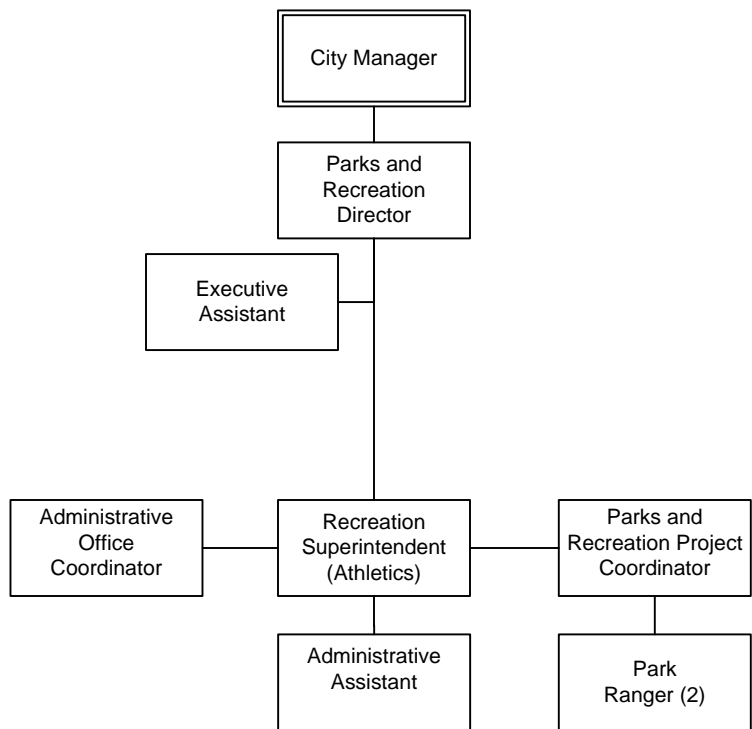 City Manager
Parks and
Recreation
Director
Executive
Assistant
Administrative
Office
Coordinator
Recreation
Superintendent
(Athletics)
Parks and
Recreation Project
Coordinator
Administrative
Assistant
Park
Ranger (2)